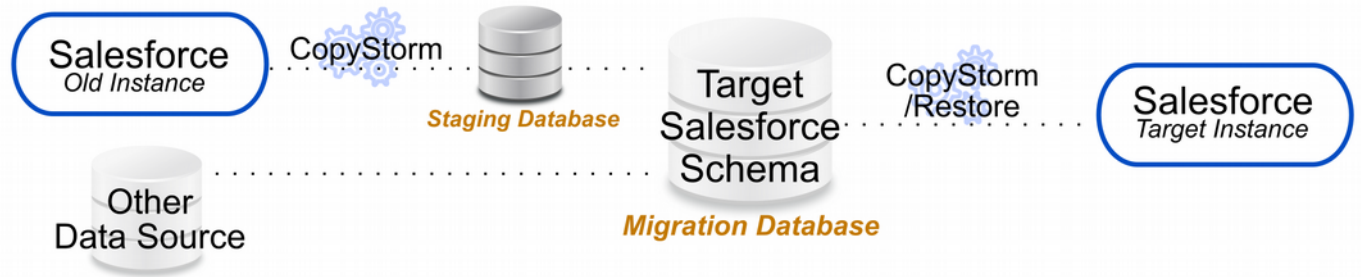 Salesforce
Old Instance
CopyStorm
Staging Database
Other
Data Source
Target
Salesforce
Schema
Migration Database
CopyStorm
/Restore
Salesforce
Target Instance